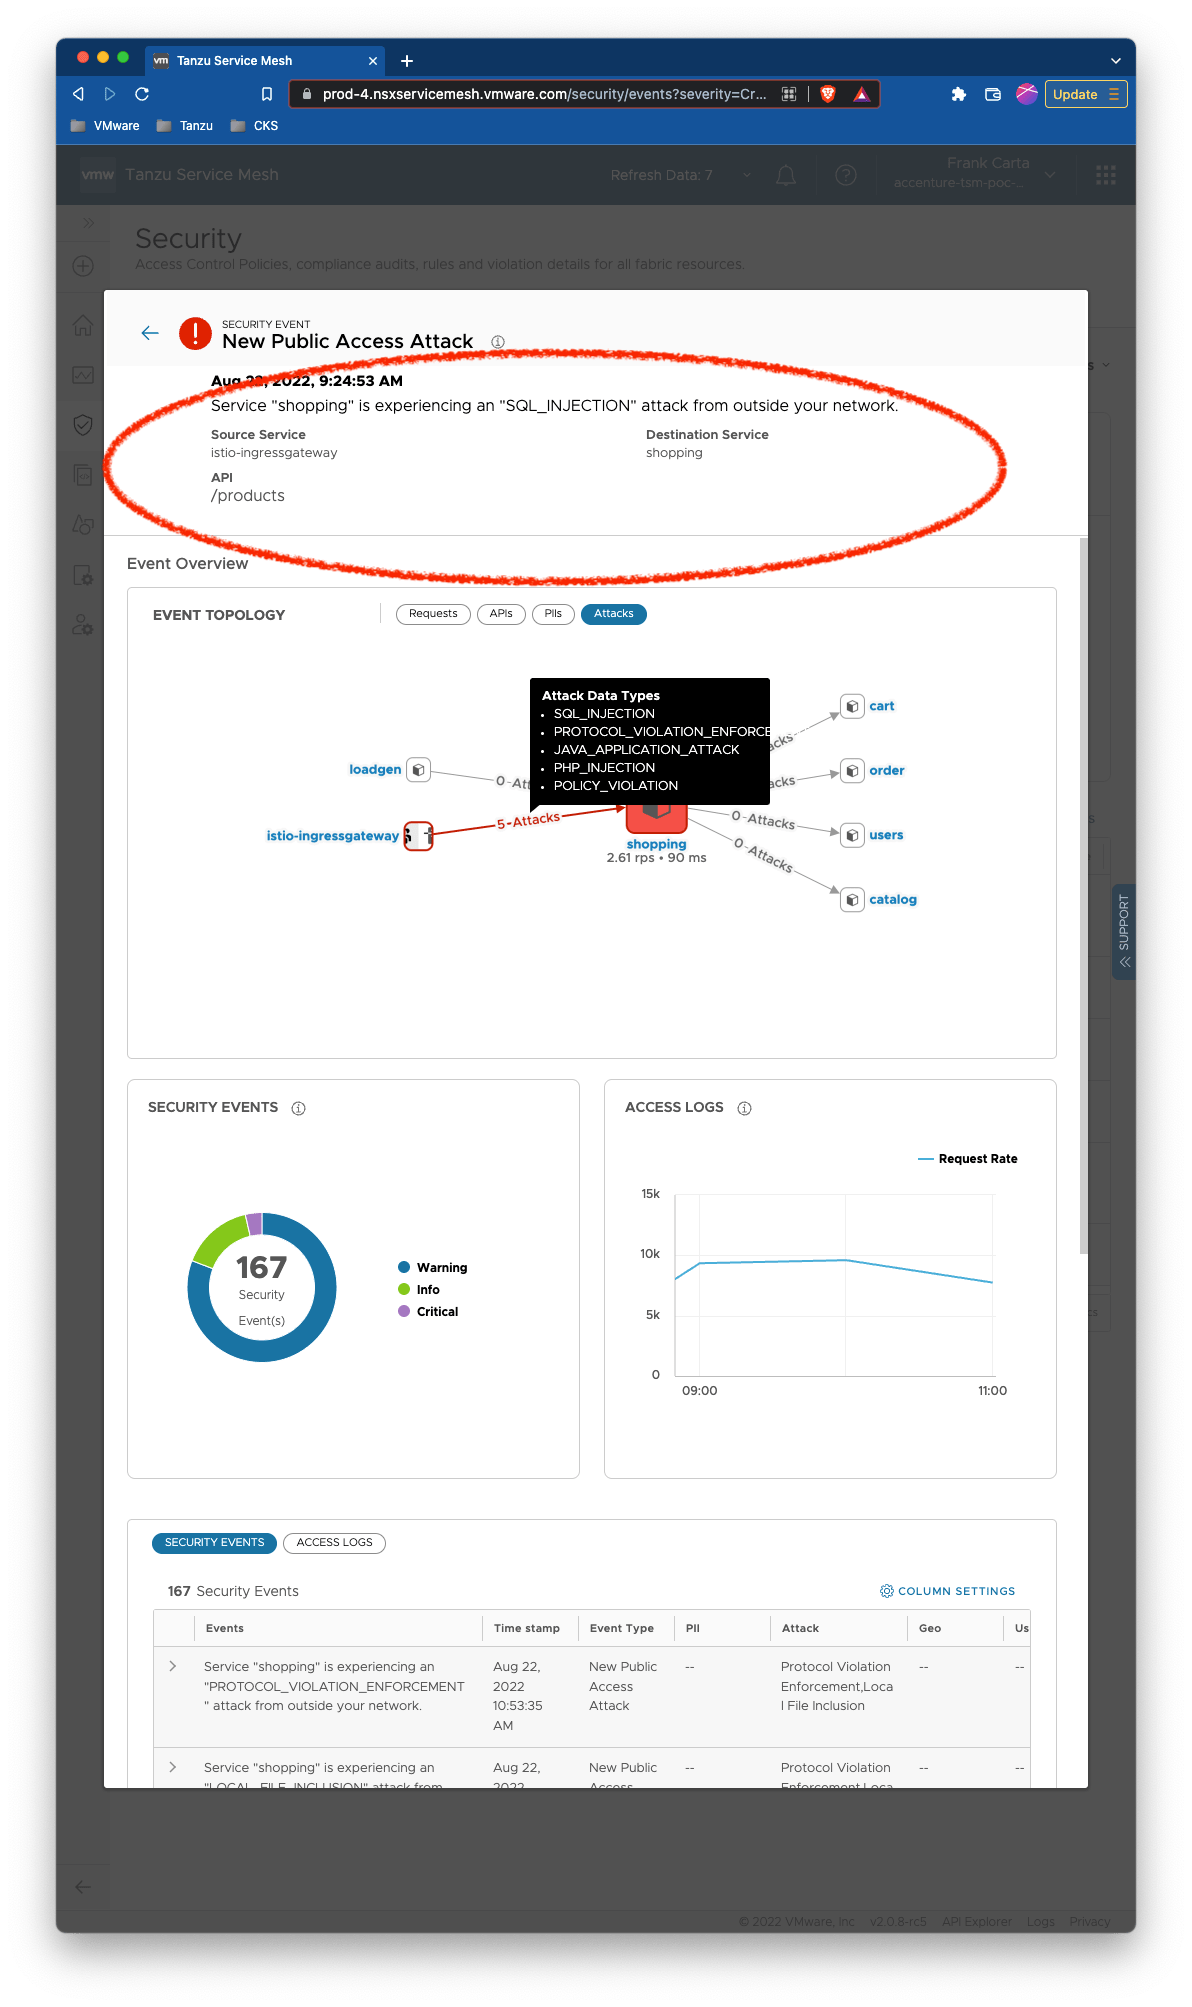 Tanzu Service Mesh
prod-4.nsxservicemesh.vmware.com/security/events?severity=Cr...
Update
VMware
Tanzu
CKS
vmw
Tanzu Service Mesh
Refresh Data: 7
Frank Carta
accenture-tsm-poc-...
Security
Access Control Policies, compliance audits, rules and violation details for all fabric resources.
SECURITY EVENT
New Public Access Attack
Aug 22, 2022, 9:24:53 AM
Service "shopping" is experiencing an "SQL_INJECTION" attack from outside your network.
Source Service
istio-ingressgateway
Destination Service
shopping
API
/products
Event Overview
EVENT TOPOLOGY
Requests
APIs
PIIs
Attacks
Attack Data Types
• SQL_INJECTION
• PROTOCOL_VIOLATION_ENFORCE
• JAVA_APPLICATION_ATTACK
• PHP_INJECTION
• POLICY_VIOLATION
loadgen
0-Att
istio-ingressgateway
5-Attacks
shopping
2.61 rps • 90 ms
acks
cart
acks
order
0-Attacks
users
0-Attacks
catalog
SUPPORT
SECURITY EVENTS
167
Security
Event(s)
Warning
Info
Critical
ACCESS LOGS
Request Rate
15k
10k
5k
0
09:00
11:00
SECURITY EVENTS
ACCESS LOGS
167 Security Events
COLUMN SETTINGS
Events
Time stamp
Event Type
PII
Attack
Geo
Us
Service "shopping" is experiencing an
"PROTOCOL_VIOLATION_ENFORCEMENT
" attack from outside your network.
Aug 22,
2022
10:53:35
AM
New Public
Access
Attack
--
Protocol Violation
Enforcement,Loca
l File Inclusion
--
--
Service "shopping" is experiencing an
"LOCAL_FILE_INCLUSION" attack from
Aug 22,
2022
New Public
Access
--
Protocol Violation
Enforcement,Loca
--
--
© 2022 VMware, Inc
v2.0.8-rc5
API Explorer
Logs
Privacy